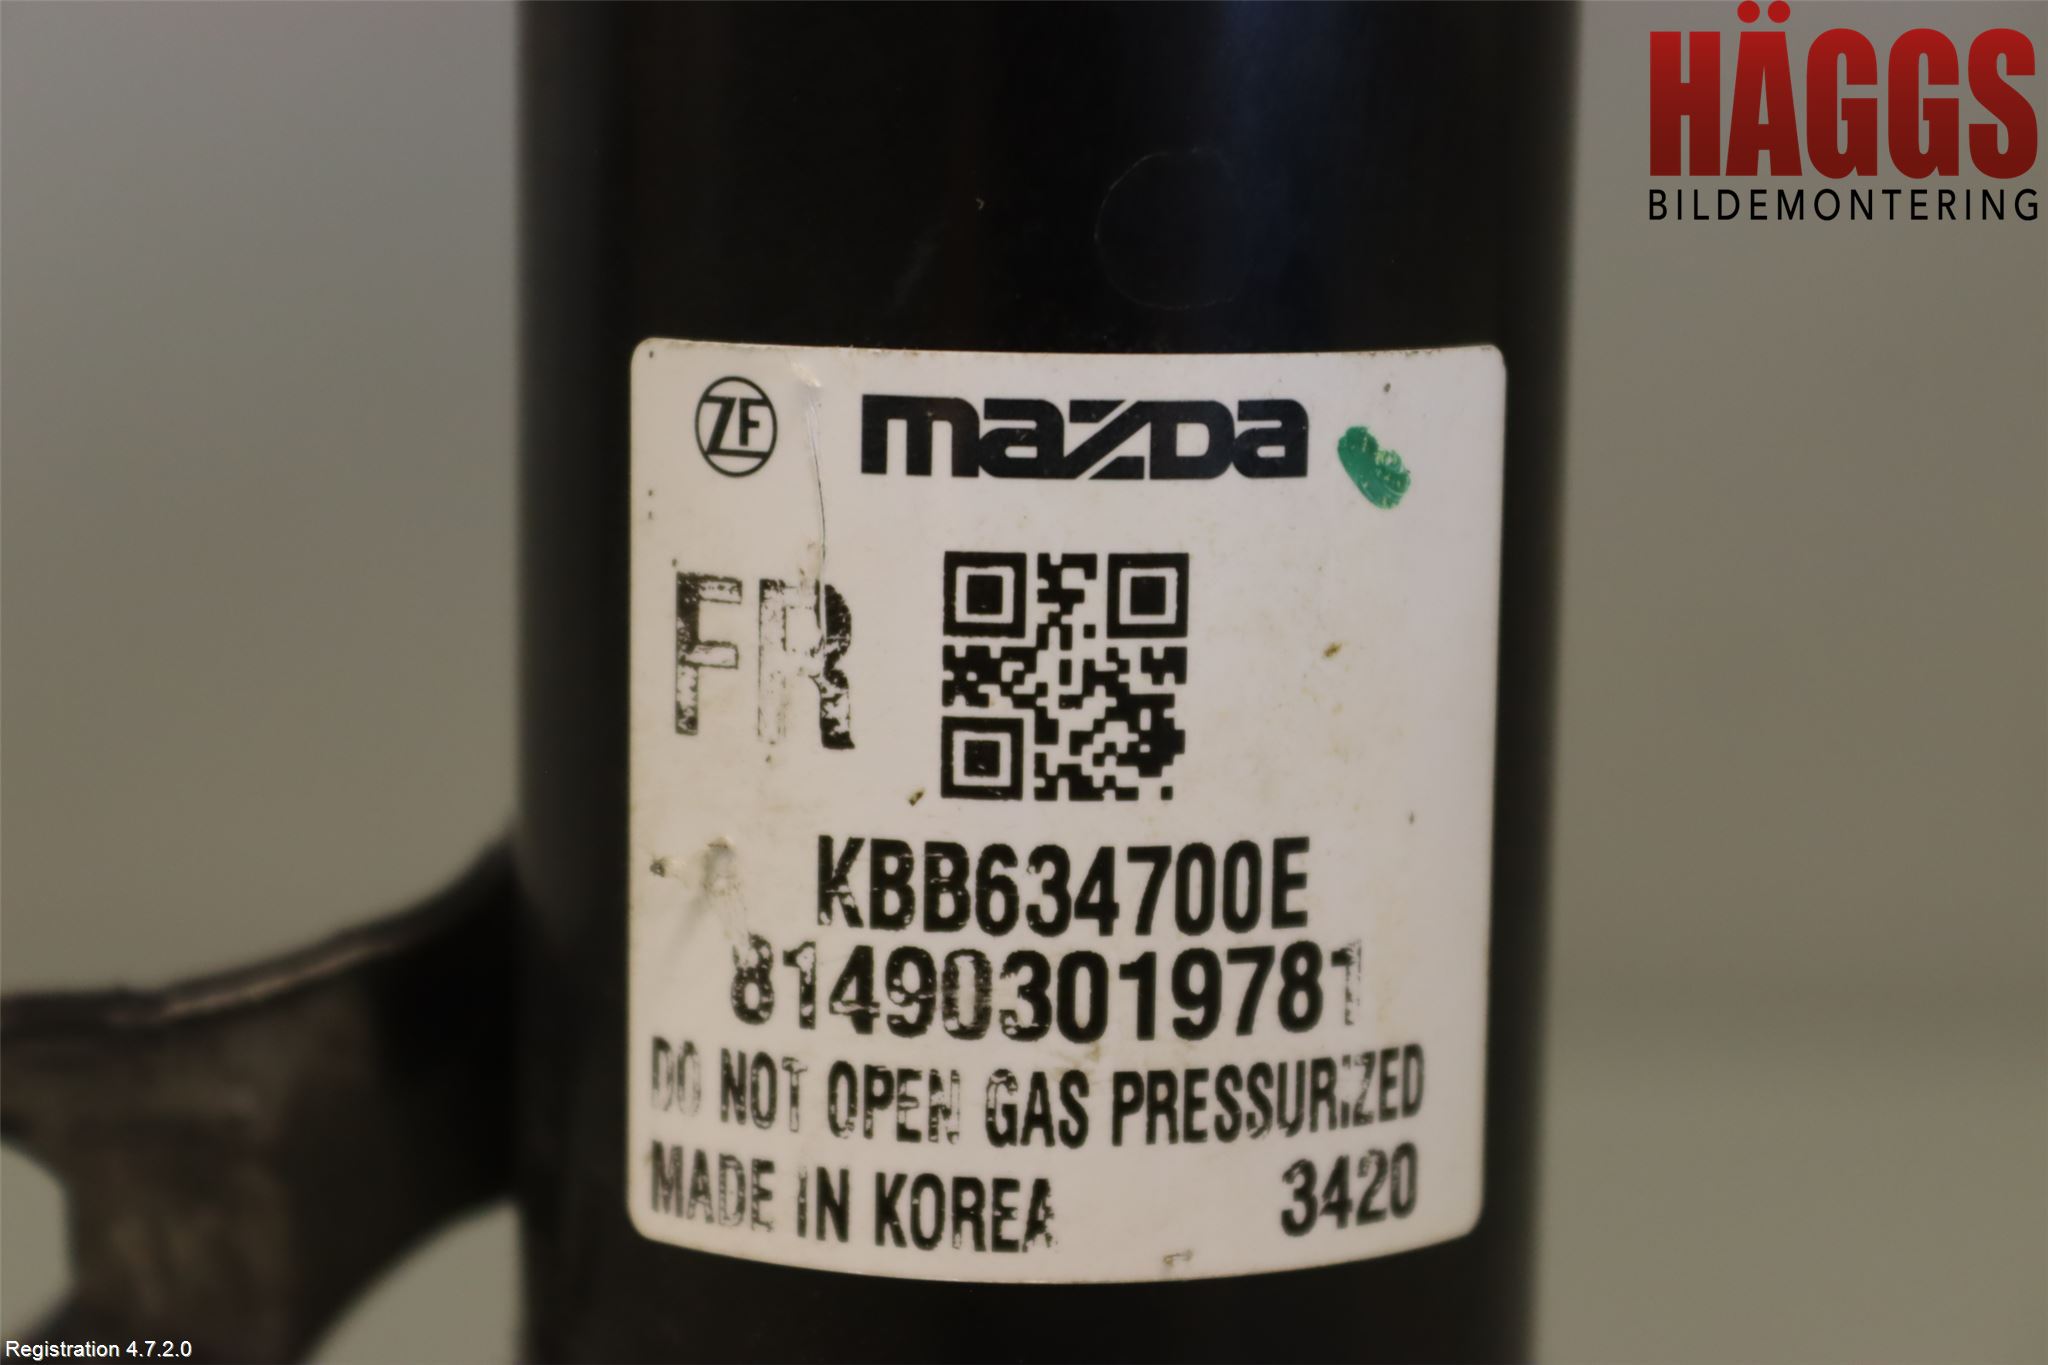 HÄGGS
BILDEMONTERING
ZF mazda
FR
KBB634700E
814903019781
DO NOT OPEN GAS PRESSURIZED
MADE IN KOREA 3420
Registration 4.7.2.0